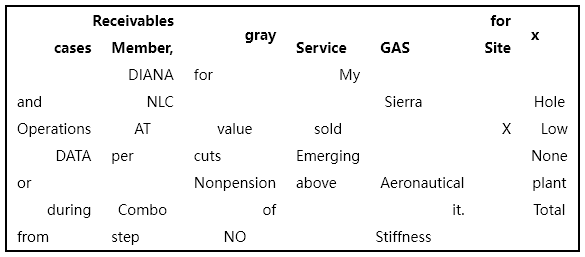 Receivables for
gray x
cases Member, Service GAS Site
DIANA for My
and NLC Sierra Hole
Operations AT value sold X Low
DATA per cuts Emerging None
or Nonpension above Aeronautical plant
during Combo of it. Total
from step NO Stiffness